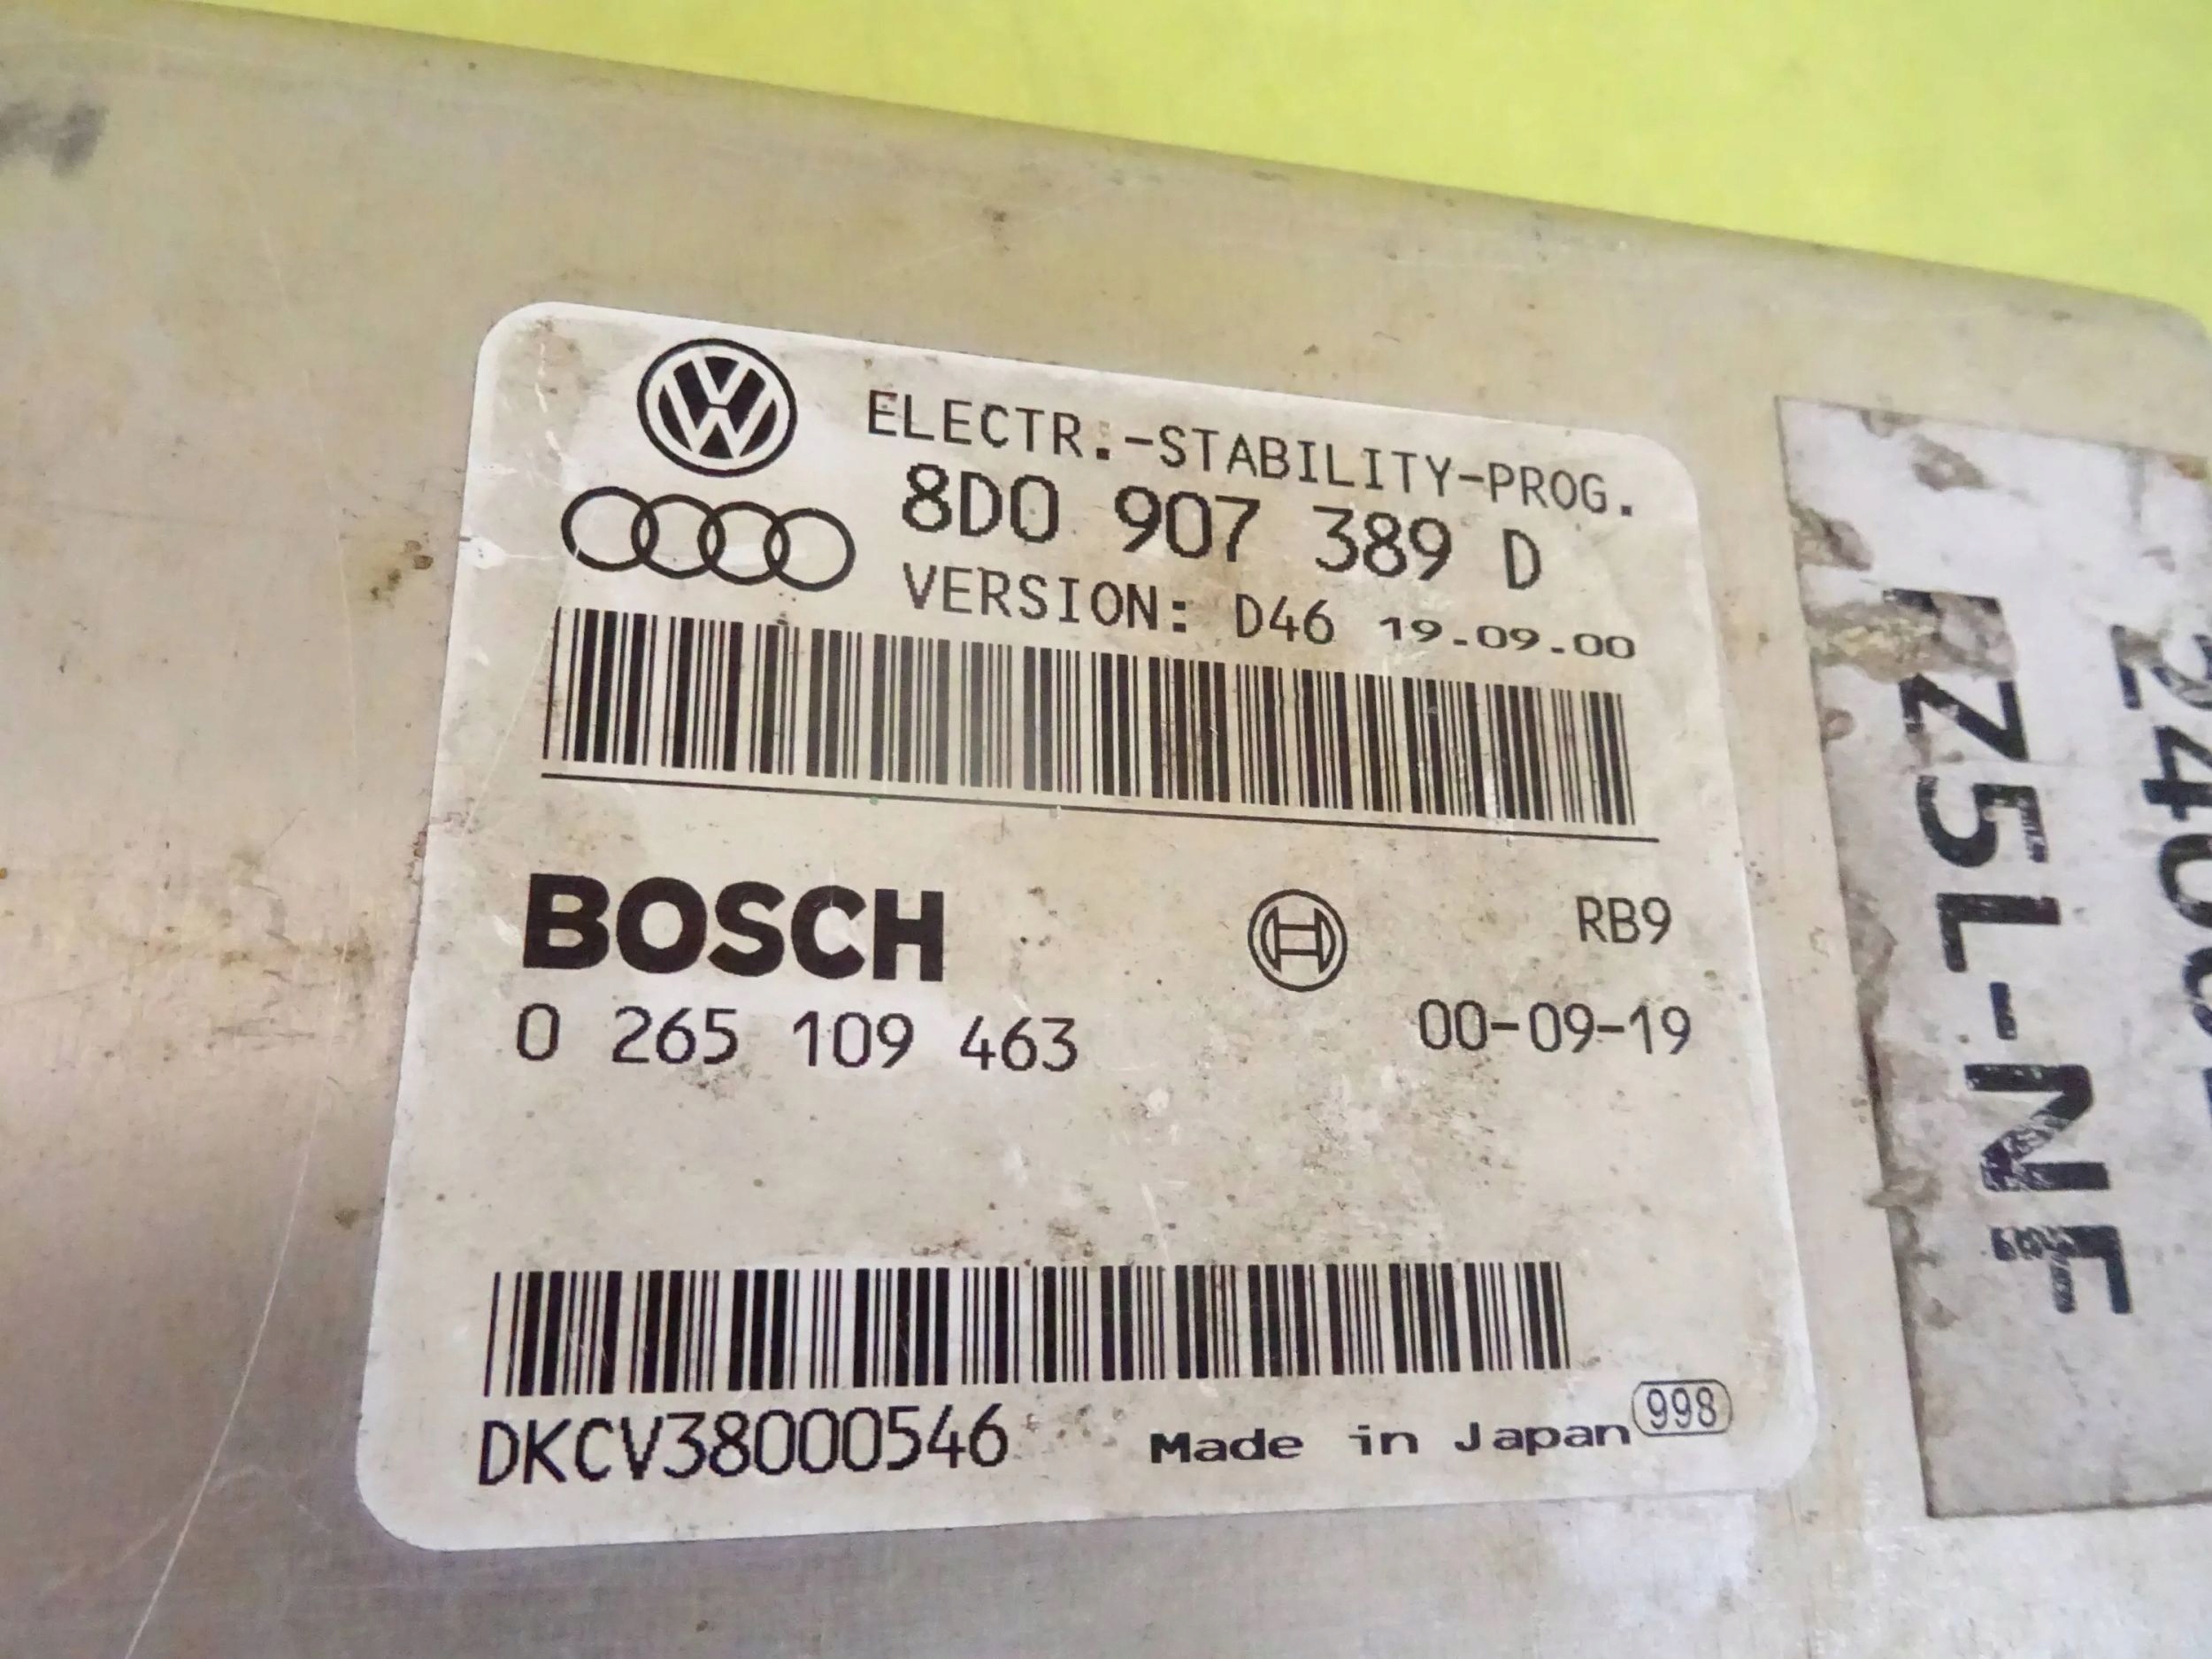 ELECTR.-STABILITY-PROG.
8D0 907 389 D
VERSION: D46 19.09.00
BOSCH
RB9
0 265 109 463
00-09-19
DKCV38000546
Made in Japan
998
Z5L-NF